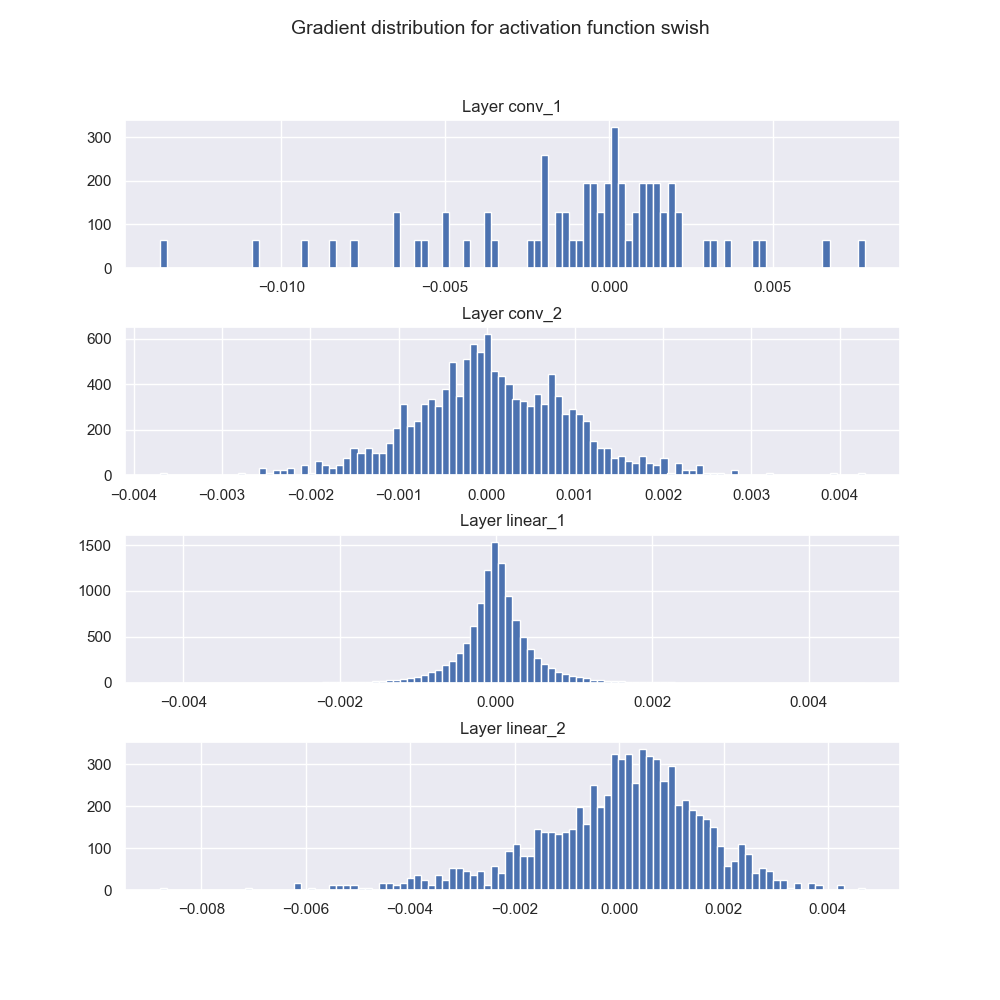 Gradient distribution for activation function swish
Layer conv_1
300
200
100
0
−0.010 −0.005 0.000 0.005
Layer conv_2
600
400
200
0
−0.004 −0.003 −0.002 −0.001 0.000 0.001 0.002 0.003 0.004
Layer linear_1
1500
1000
500
0
−0.004 −0.002 0.000 0.002 0.004
Layer linear_2
300
200
100
0
−0.008 −0.006 −0.004 −0.002 0.000 0.002 0.004